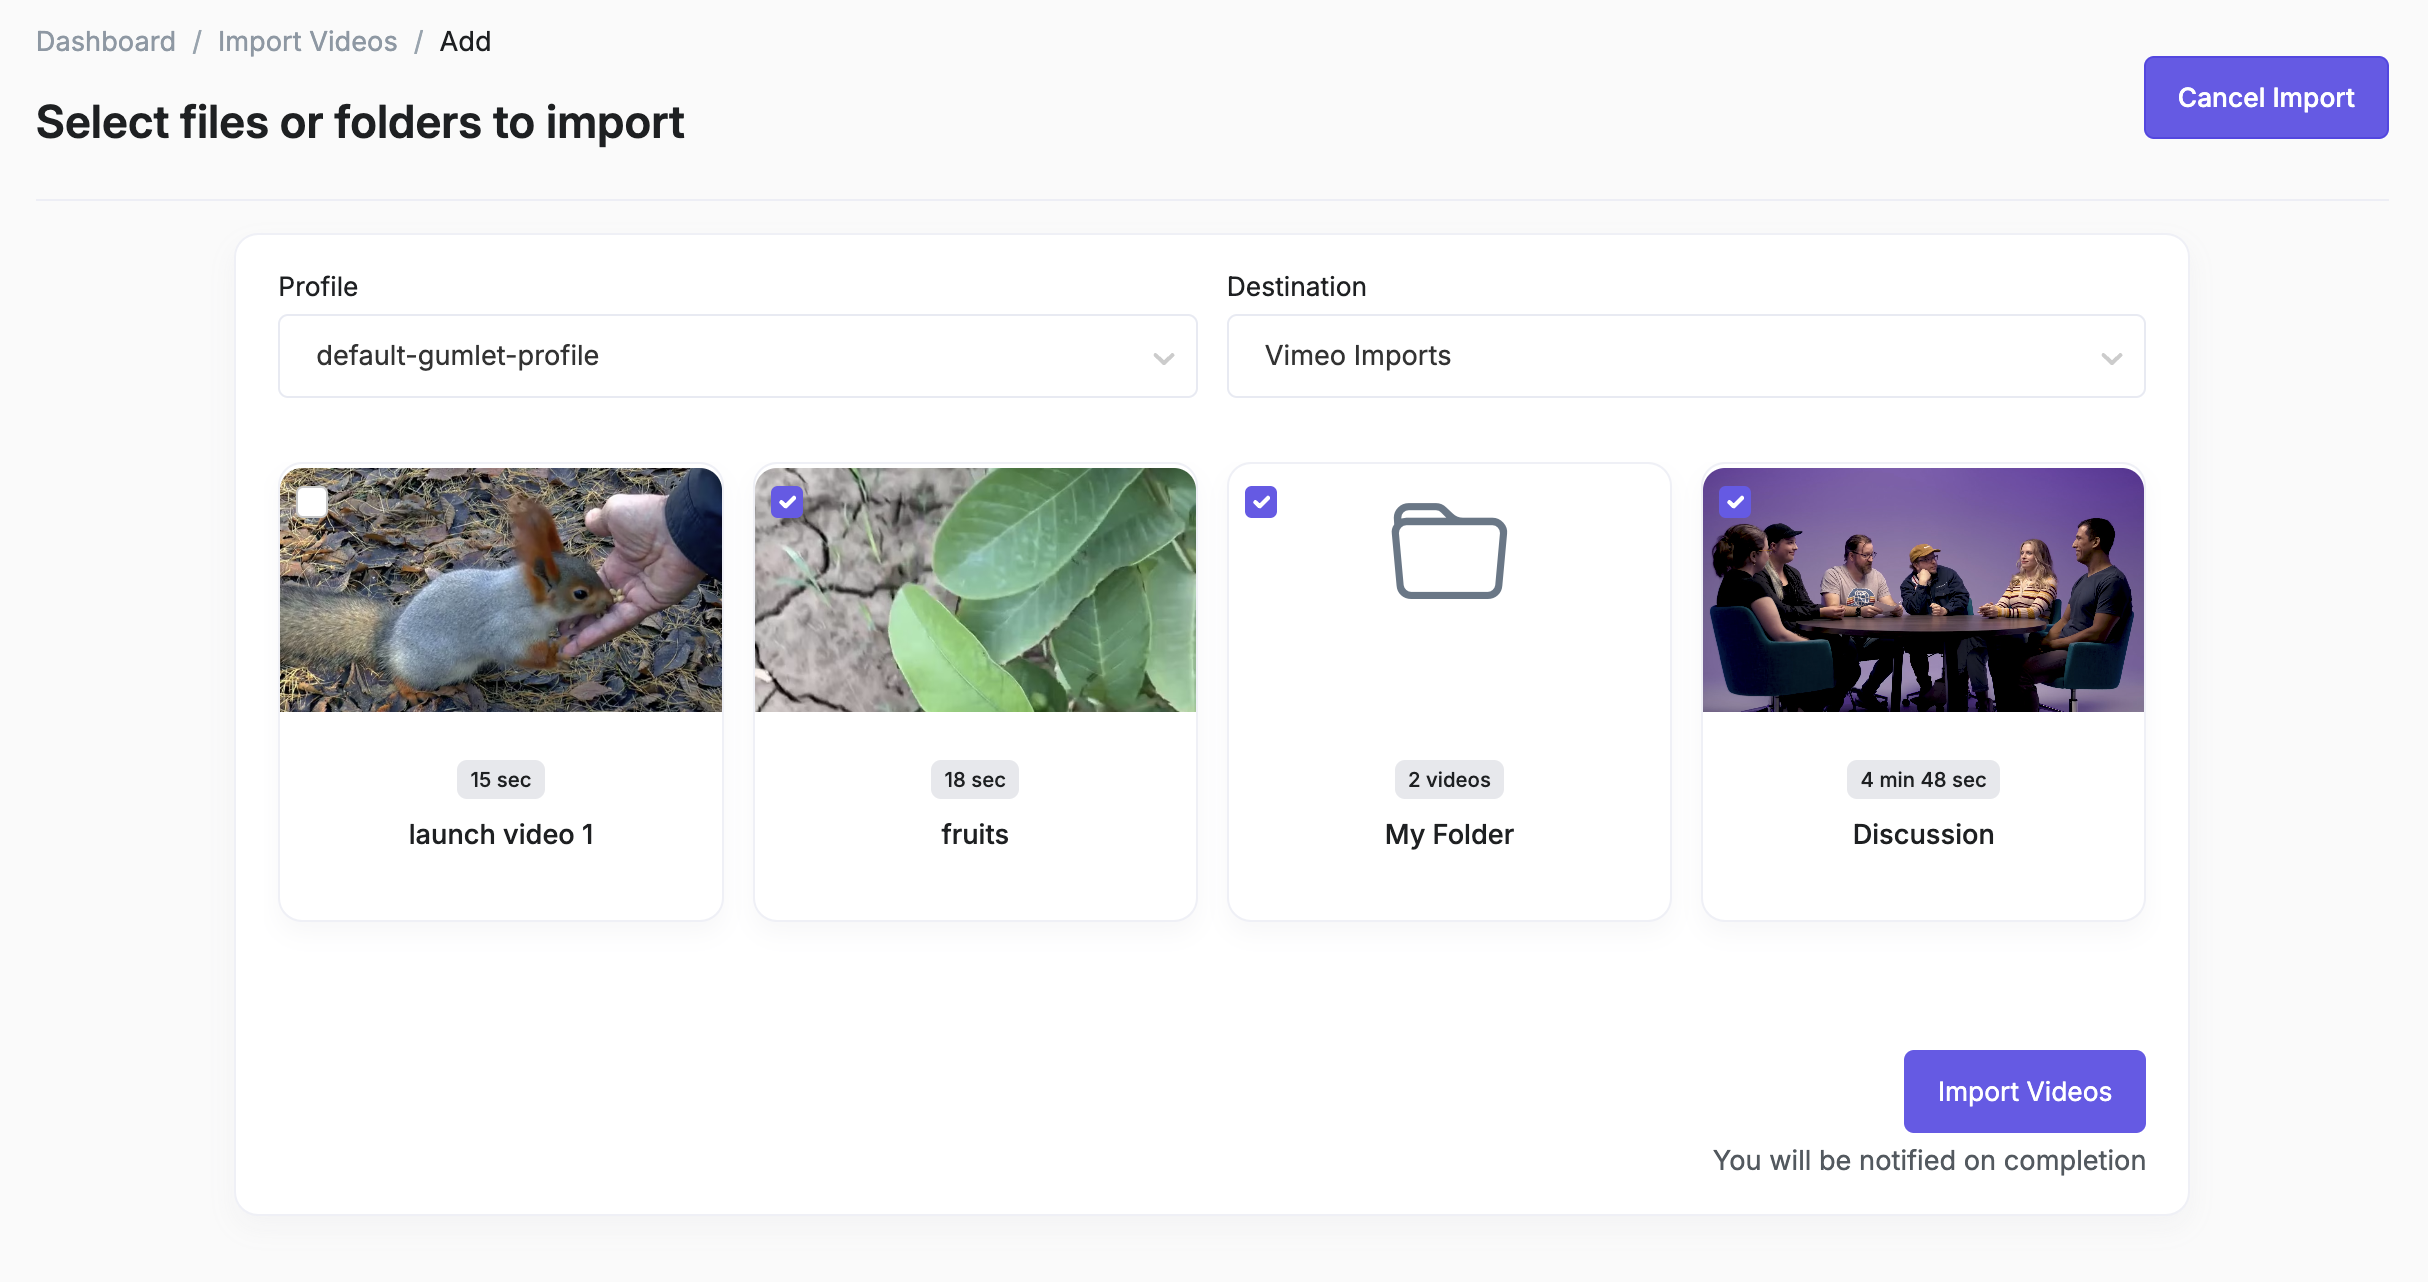 Dashboard / Import Videos / Add
Cancel Import
Select files or folders to import
Profile
Destination
default-gumlet-profile
Vimeo Imports
15 sec
18 sec
2 videos
4 min 48 sec
launch video 1
fruits
My Folder
Discussion
Import Videos
You will be notified on completion